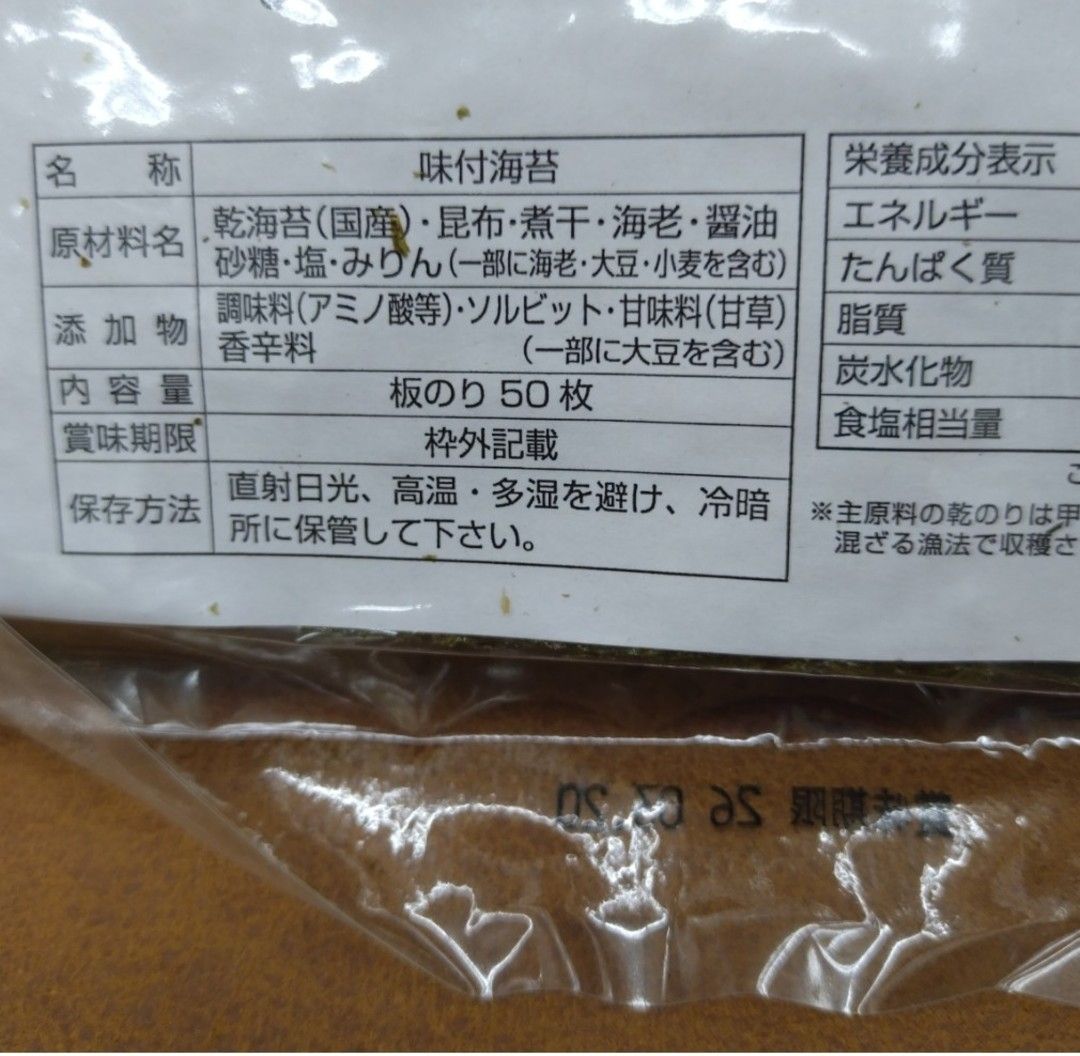 名称 味付海苔
原材料名 乾海苔(国産)・昆布・煮干・海老・醤油
砂糖・塩・みりん(一部に海老・大豆・小麦を含む)
添加物 調味料(アミノ酸等)・ソルビット・甘味料(甘草)
香辛料 (一部に大豆を含む)
内容量 板のり50枚
賞味期限 枠外記載
保存方法 直射日光、高温・多湿を避け、冷暗
所に保管して下さい。
栄養成分表示
エネルギー
たんぱく質
脂質
炭水化物
食塩相当量
※主原料の乾のりは甲
混ざる漁法で収穫さ
賞味期限 26